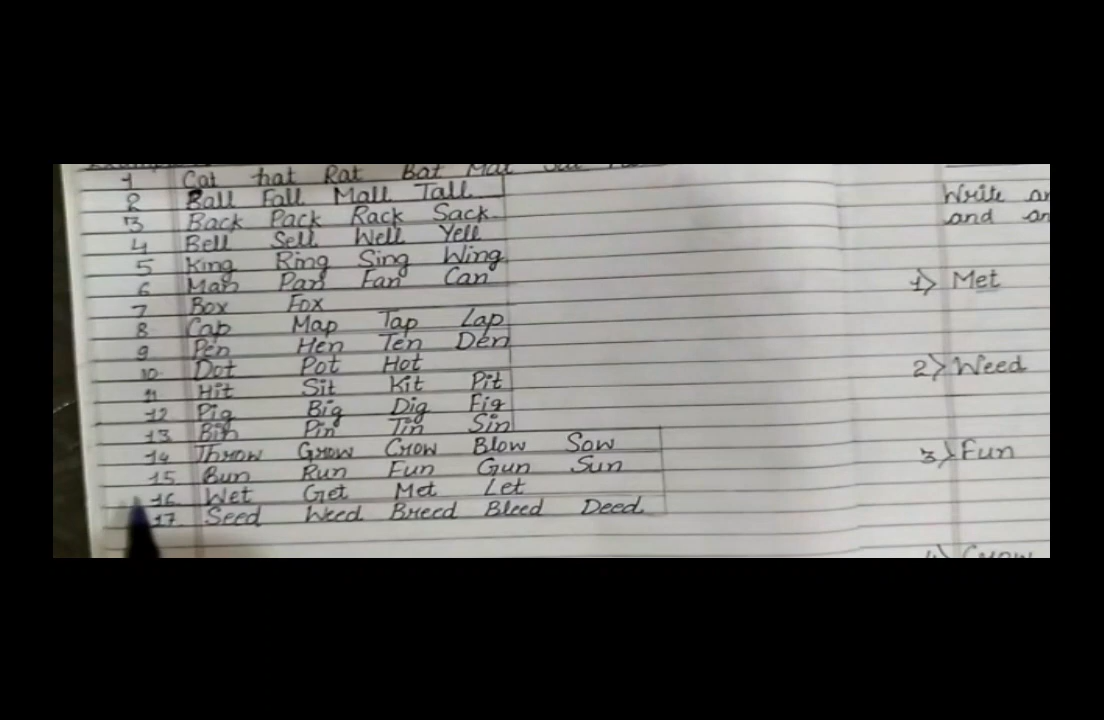 1 Cat hat Rat Bat Mat
2 Ball Fall Mall Tall
3 Back Pack Rack Sack
4 Bell Sell Well Yell
5 King Ring Sing Wing
6 Man Pan Fan Can
7 Box Fox
8 Cap Map Tap Lap
9 Pen Hen Ten Den
10 Dot Pot Hot
11 Hit Sit Kit Pit
12 Pig Big Dig Fig
13 Bin Pin Tin Sin
14 Throw Grow Crow Blow Sow
15 Bun Run Fun Gun Sun
16 Wet Get Met Let
17 Seed Weed Breed Bleed Deed
Write
and
1) Met
2) Weed
3) Fun
4) Crow